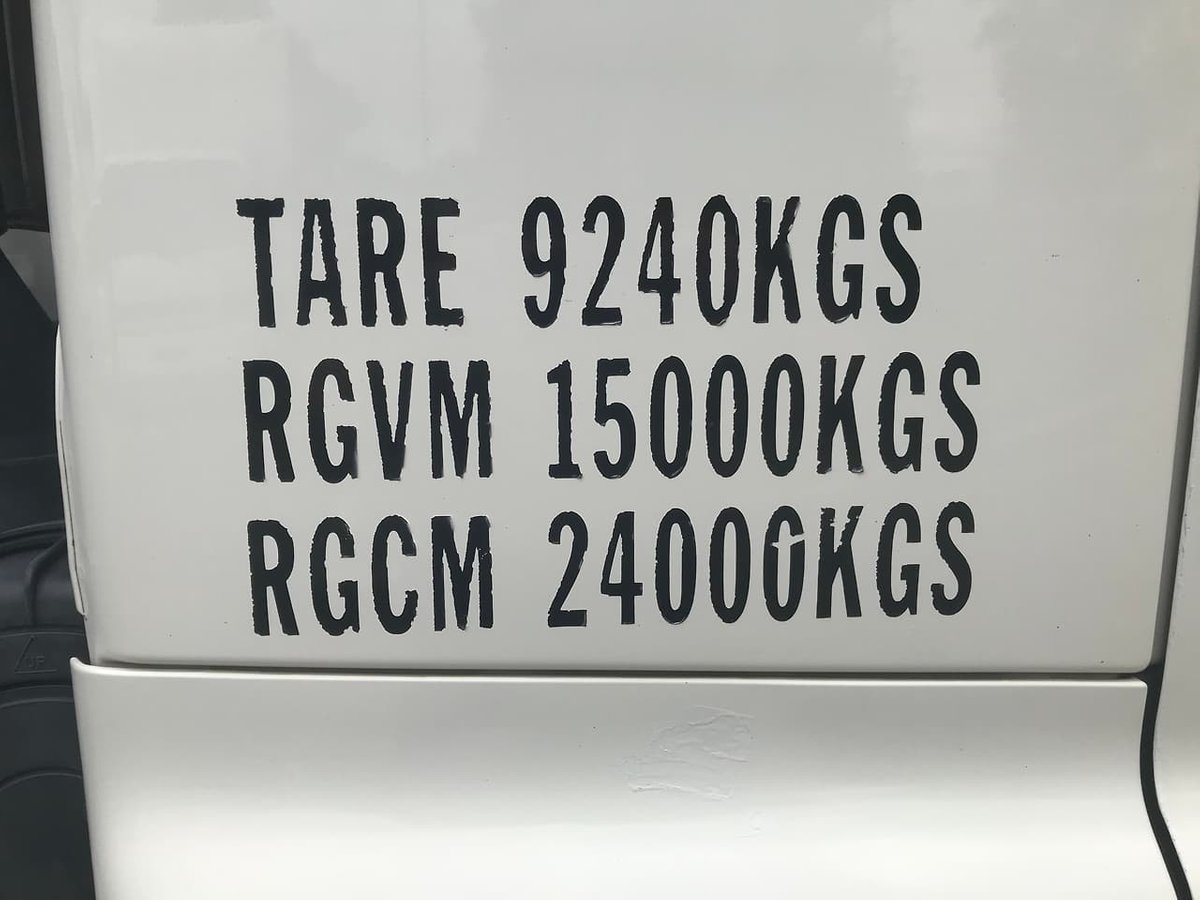 TARE 9240KGS
RGVM 15000KGS
RGCM 24000KGS